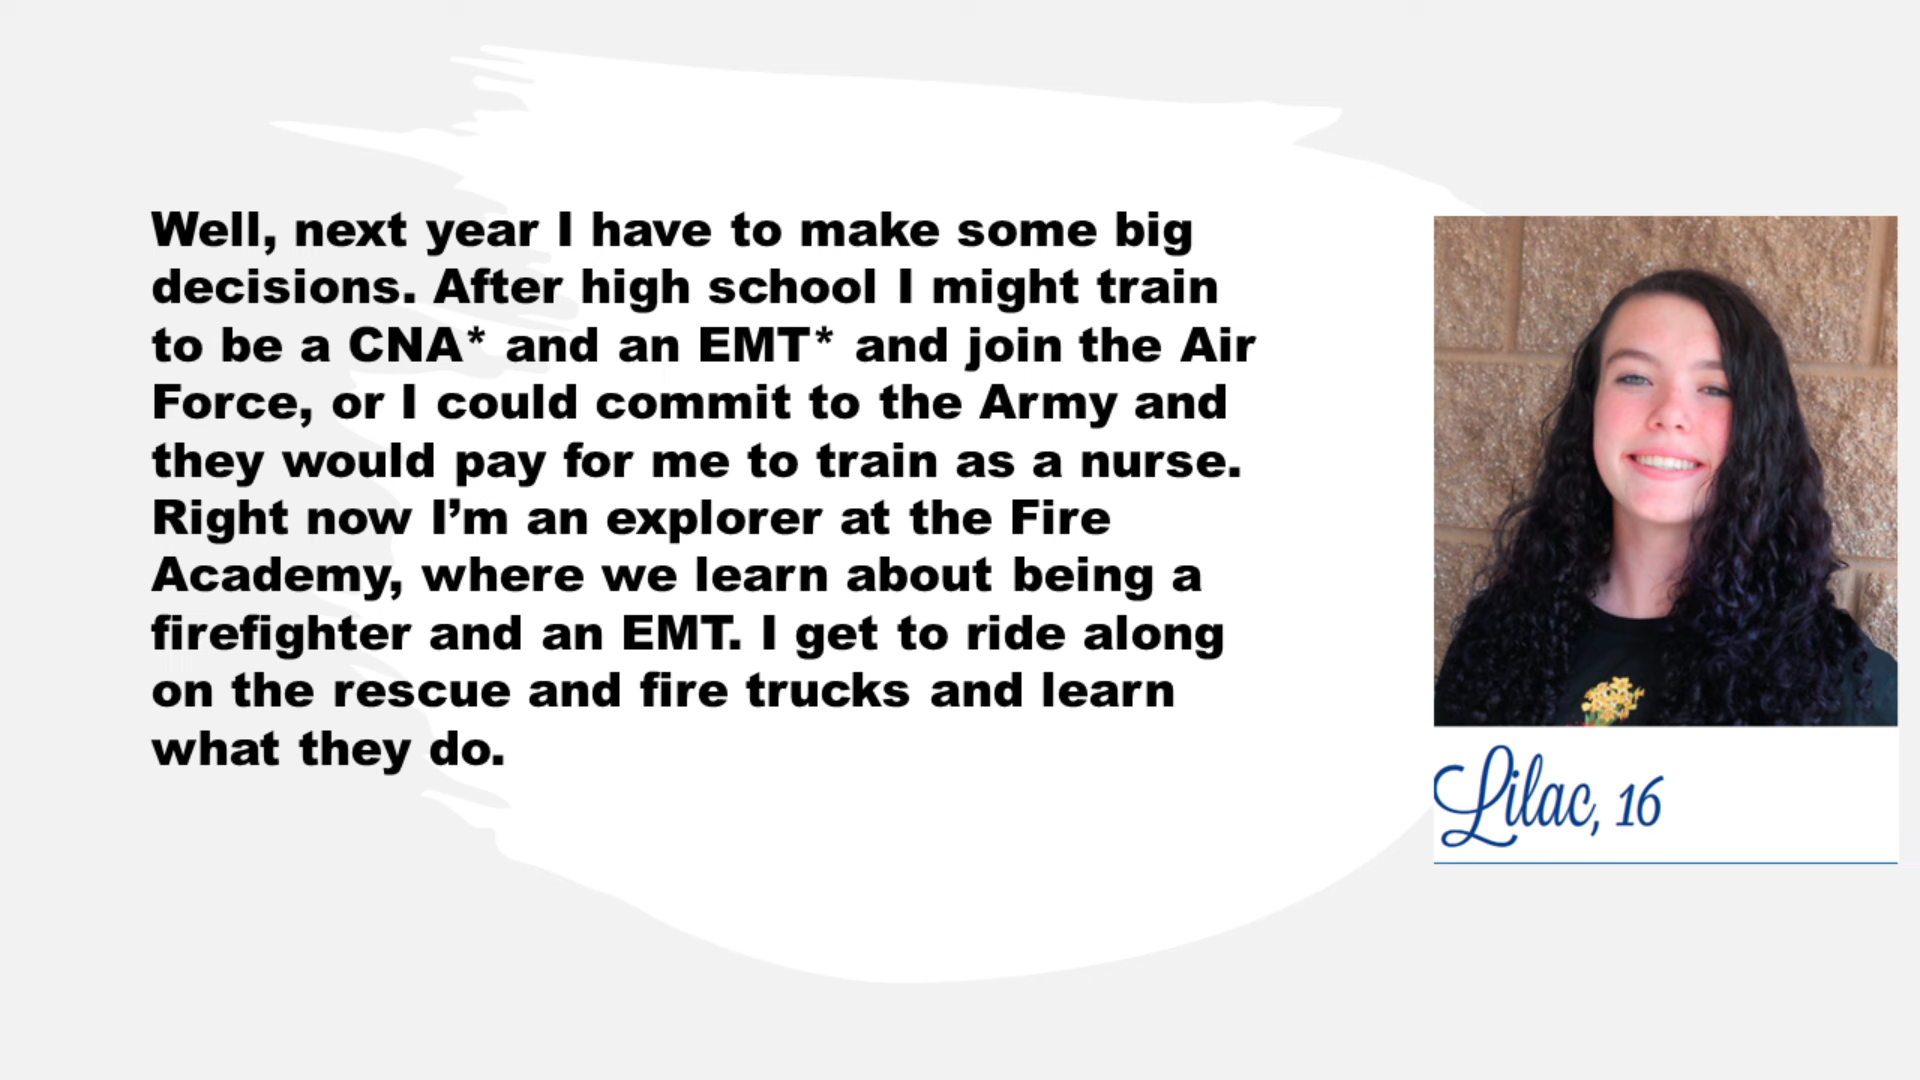 Well, next year I have to make some big
decisions. After high school I might train
to be a CNA* and an EMT* and join the Air
Force, or I could commit to the Army and
they would pay for me to train as a nurse.
Right now I’m an explorer at the Fire
Academy, where we learn about being a
firefighter and an EMT. I get to ride along
on the rescue and fire trucks and learn
what they do.
Lilac, 16